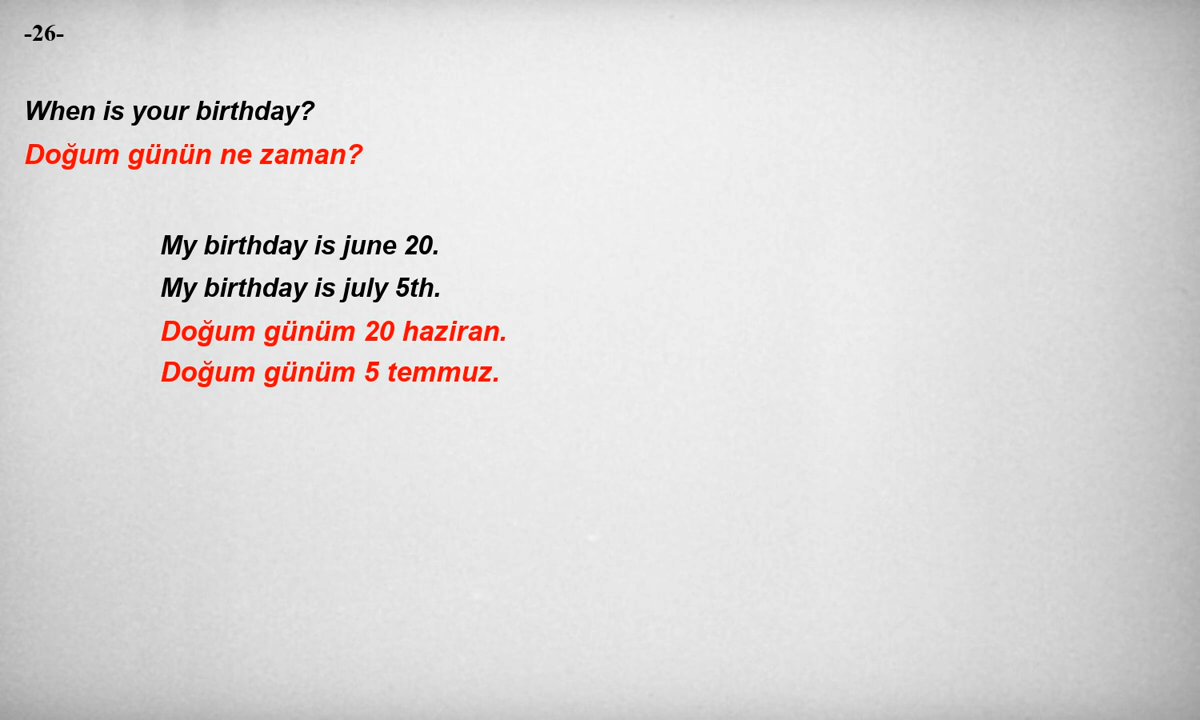 -26-
When is your birthday?
Doğum günün ne zaman?
My birthday is june 20.
My birthday is july 5th.
Doğum günüm 20 haziran.
Doğum günüm 5 temmuz.